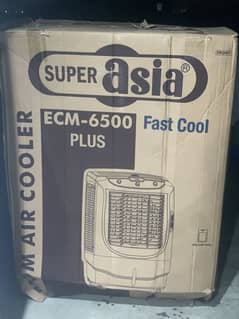 SUPER asia®
ECM-6500
PLUS
Fast Cool
M AIR COOLER